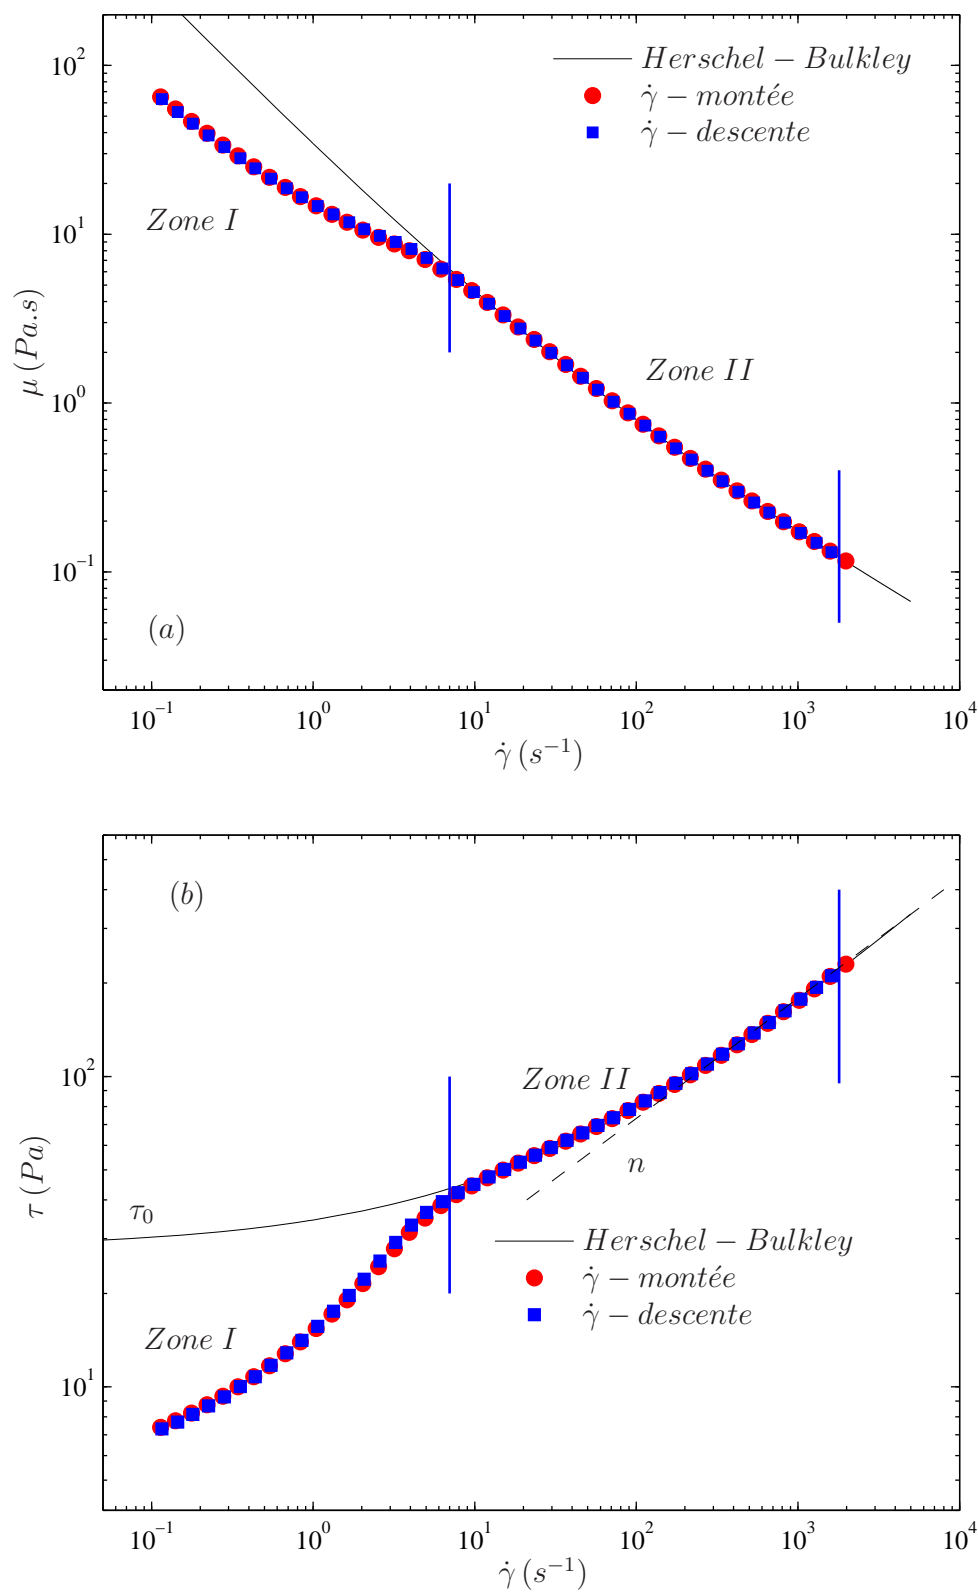 Herschel − Bulkley
γ̇ − montée
γ̇ − descente
Zone I
Zone II
(a)
μ (Pa.s)
10²
10¹
10⁰
10⁻¹
10⁻¹ 10⁰ 10¹ 10² 10³ 10⁴
γ̇ (s⁻¹)
(b)
Zone II
n
τ₀
Herschel − Bulkley
γ̇ − montée
γ̇ − descente
Zone I
τ (Pa)
10²
10¹
10⁻¹ 10⁰ 10¹ 10² 10³ 10⁴
γ̇ (s⁻¹)